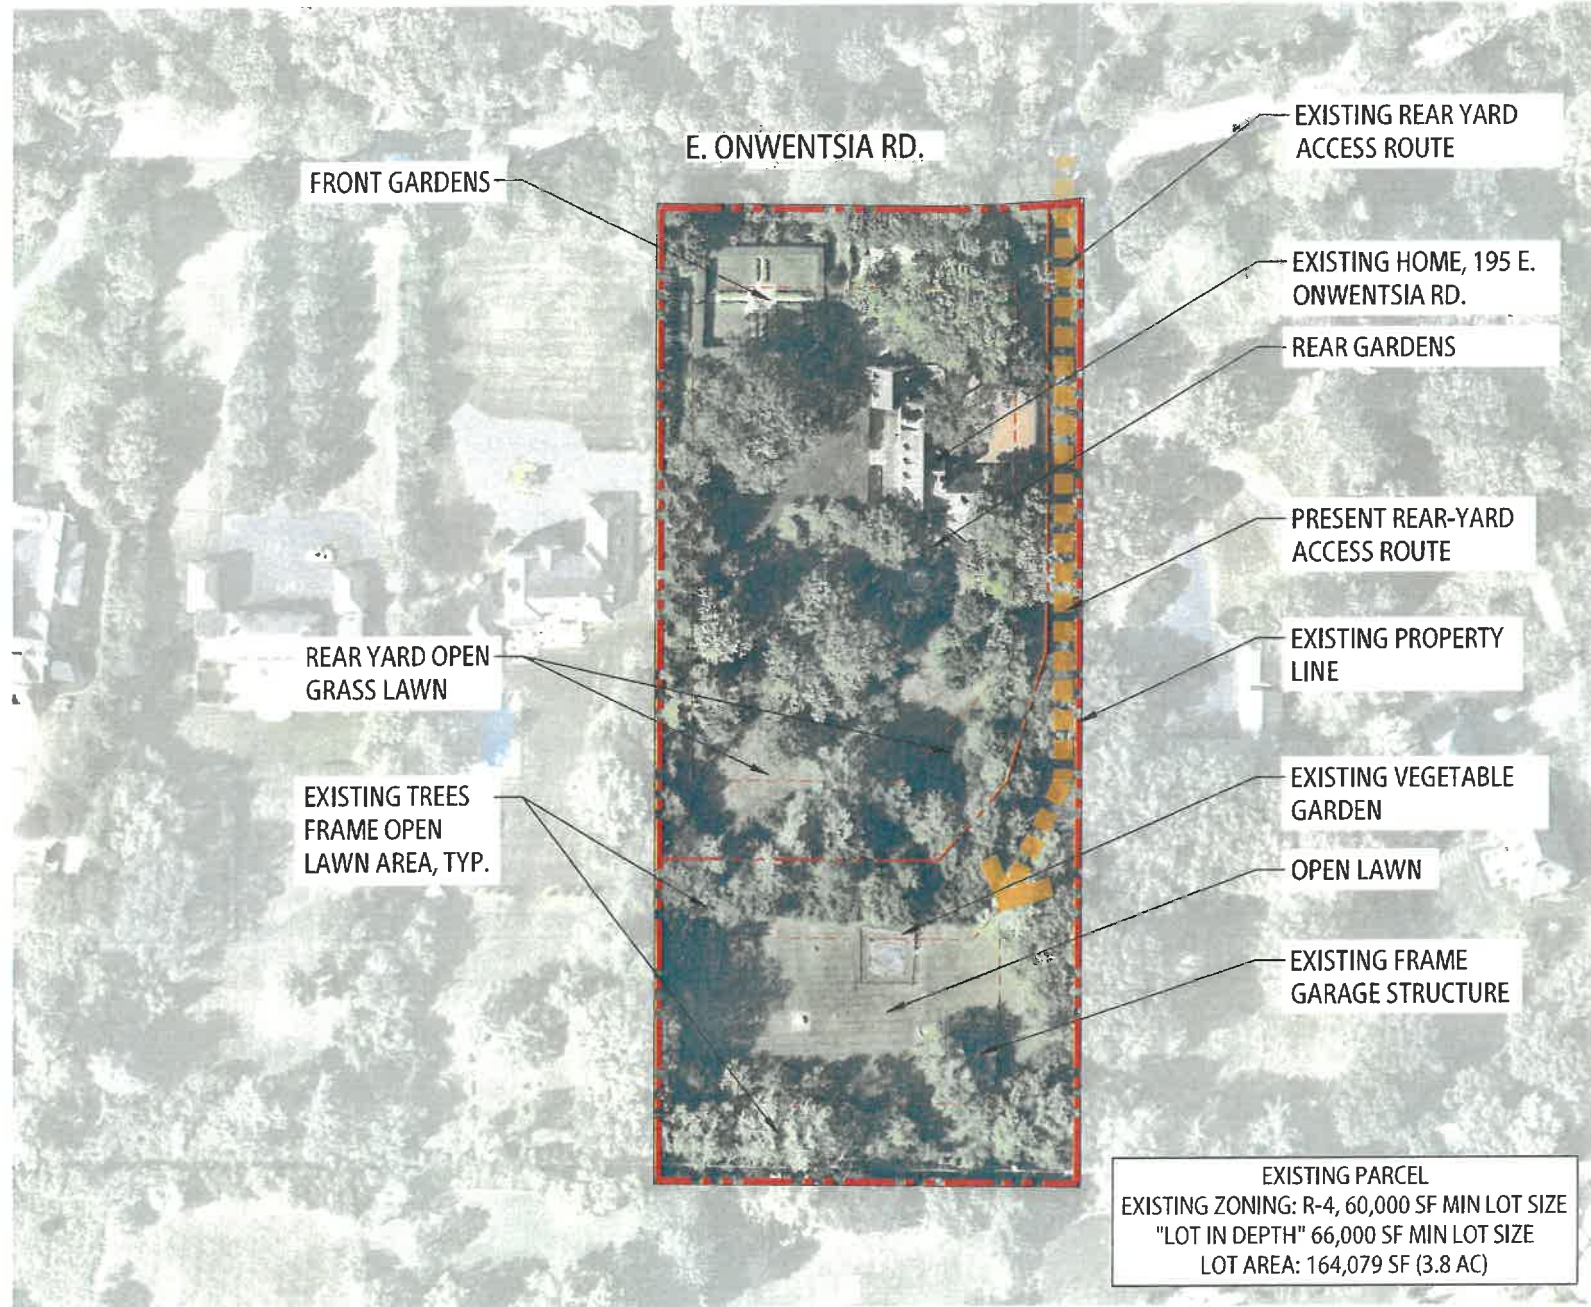 E. ONWENTSIA RD.
FRONT GARDENS
EXISTING REAR YARD
ACCESS ROUTE
EXISTING HOME, 195 E.
ONWENTSIA RD.
REAR GARDENS
PRESENT REAR-YARD
ACCESS ROUTE
REAR YARD OPEN
GRASS LAWN
EXISTING PROPERTY
LINE
EXISTING TREES
FRAME OPEN
LAWN AREA, TYP.
EXISTING VEGETABLE
GARDEN
OPEN LAWN
EXISTING FRAME
GARAGE STRUCTURE
EXISTING PARCEL
EXISTING ZONING: R-4, 60,000 SF MIN LOT SIZE
"LOT IN DEPTH" 66,000 SF MIN LOT SIZE
LOT AREA: 164,079 SF (3.8 AC)